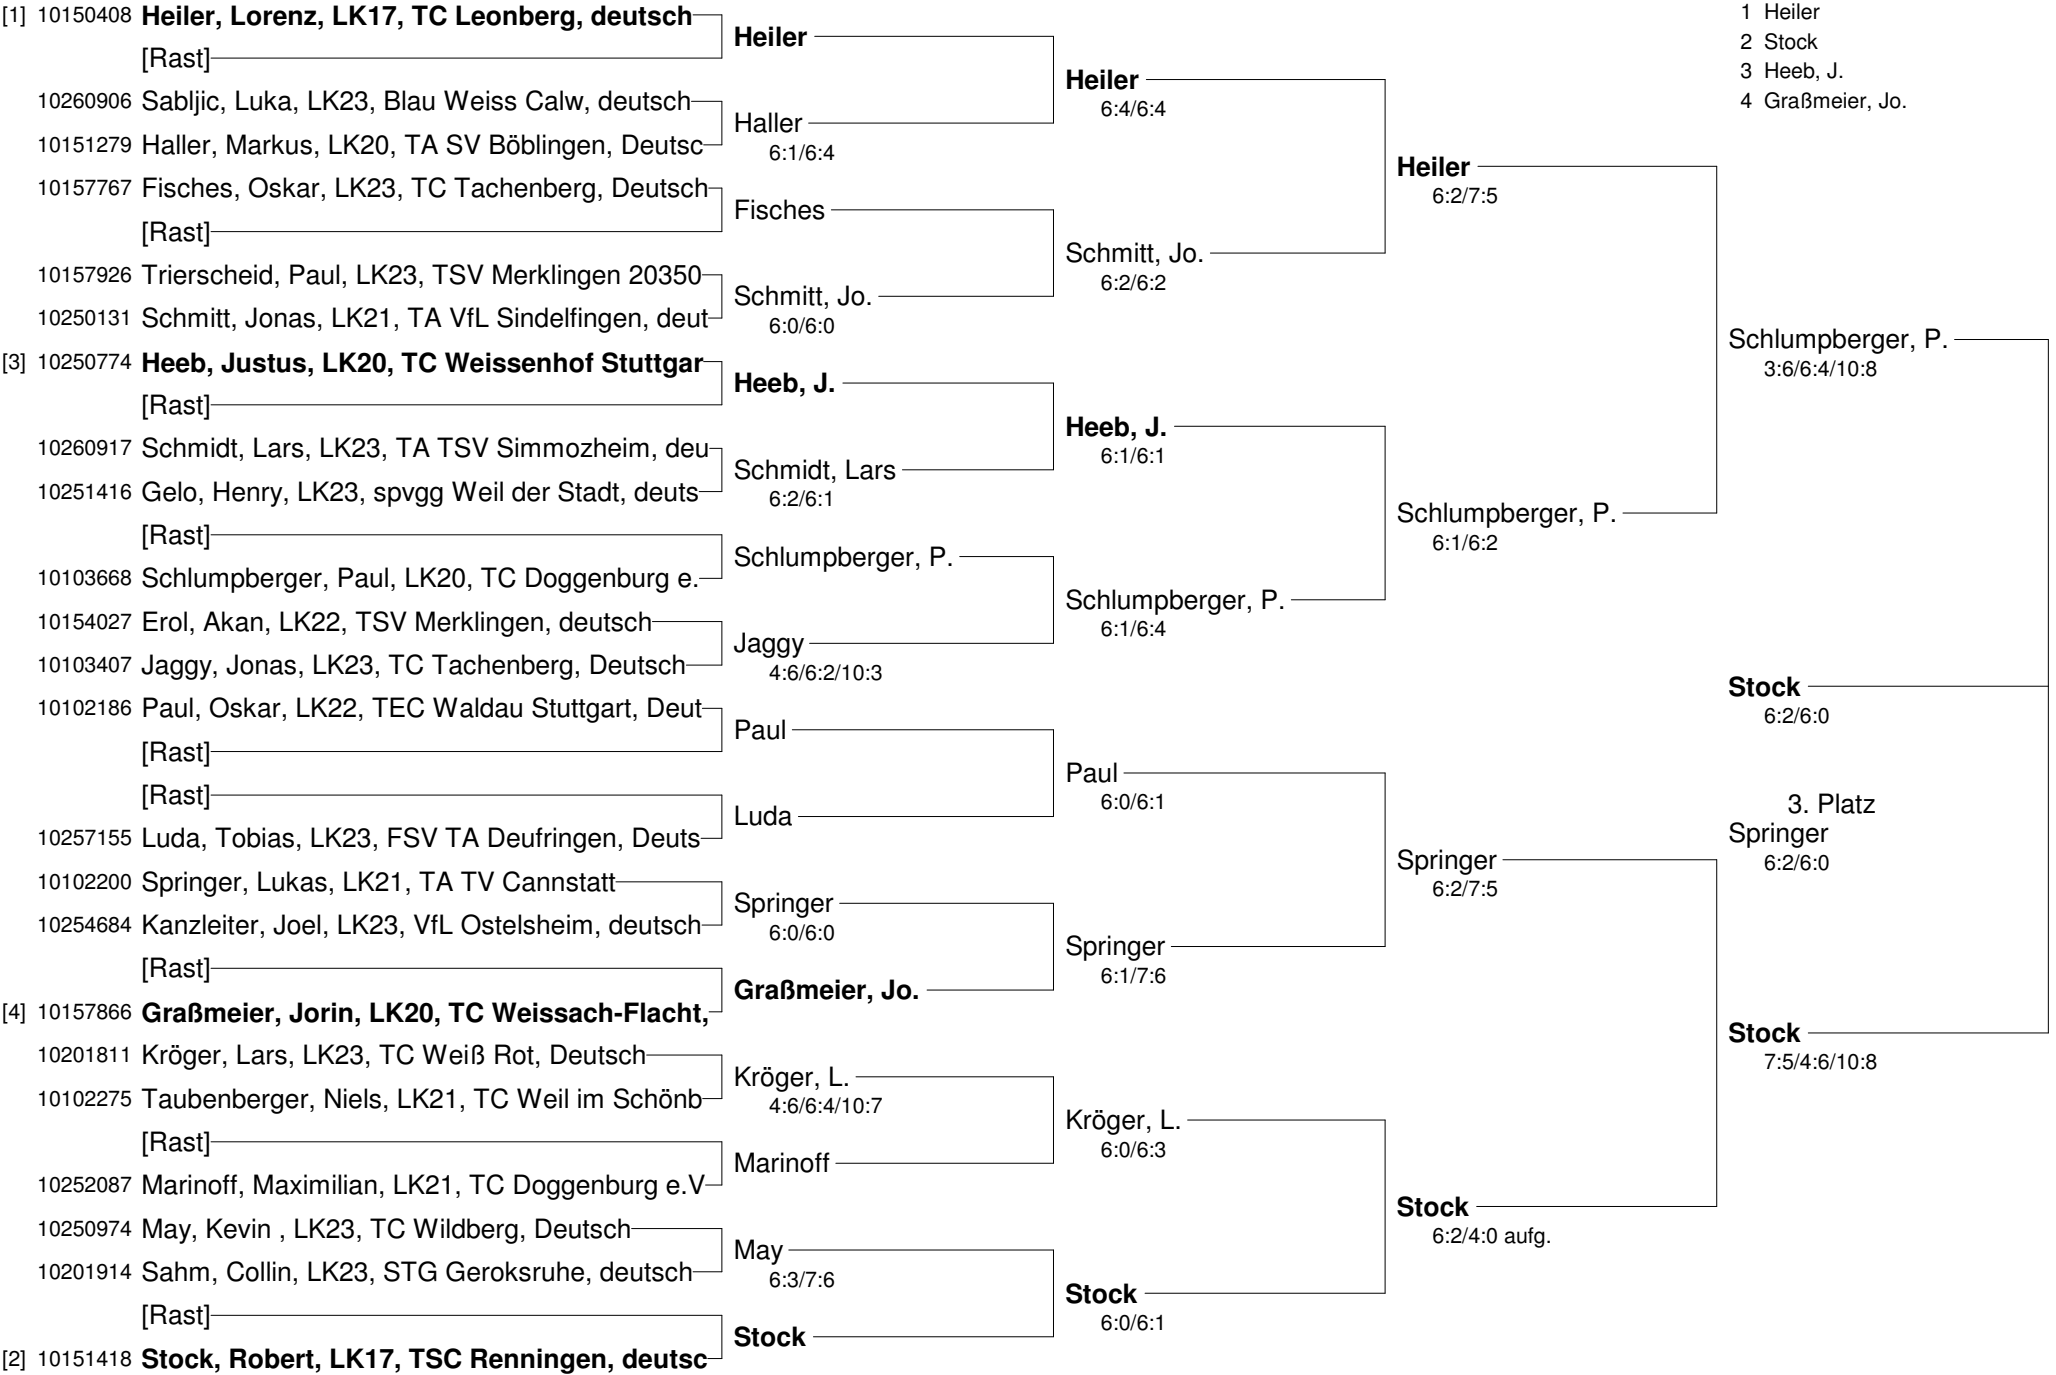 [1] 10150408 Heiler, Lorenz, LK17, TC Leonberg, deutsch
[Rast]
10260906 Sabljic, Luka, LK23, Blau Weiss Calw, deutsch
10151279 Haller, Markus, LK20, TA SV Böblingen, Deutsc
10157767 Fisches, Oskar, LK23, TC Tachenberg, Deutsch
[Rast]
10157926 Trierscheid, Paul, LK23, TSV Merklingen 20350
10250131 Schmitt, Jonas, LK21, TA VfL Sindelfingen, deut
[3] 10250774 Heeb, Justus, LK20, TC Weissenhof Stuttgar
[Rast]
10260917 Schmidt, Lars, LK23, TA TSV Simmozheim, deu
10251416 Gelo, Henry, LK23, spvgg Weil der Stadt, deuts
[Rast]
10103668 Schlumpberger, Paul, LK20, TC Doggenburg e.
10154027 Erol, Akan, LK22, TSV Merklingen, deutsch
10103407 Jaggy, Jonas, LK23, TC Tachenberg, Deutsch
10102186 Paul, Oskar, LK22, TEC Waldau Stuttgart, Deut
[Rast]
[Rast]
10257155 Luda, Tobias, LK23, FSV TA Deufringen, Deuts
10102200 Springer, Lukas, LK21, TA TV Cannstatt
10254684 Kanzleiter, Joel, LK23, VfL Ostelsheim, deutsch
[Rast]
[4] 10157866 Graßmeier, Jorin, LK20, TC Weissach-Flacht,
10201811 Kröger, Lars, LK23, TC Weiß Rot, Deutsch
10102275 Taubenberger, Niels, LK21, TC Weil im Schönb
[Rast]
10252087 Marinoff, Maximilian, LK21, TC Doggenburg e.V
10250974 May, Kevin , LK23, TC Wildberg, Deutsch
10201914 Sahm, Collin, LK23, STG Geroksruhe, deutsch
[Rast]
[2] 10151418 Stock, Robert, LK17, TSC Renningen, deutsc
Heiler
Haller
6:1/6:4
Fisches
Schmitt, Jo.
6:0/6:0
Heeb, J.
Schmidt, Lars
6:2/6:1
Schlumpberger, P.
Jaggy
4:6/6:2/10:3
Paul
Luda
Springer
6:0/6:0
Graßmeier, Jo.
Kröger, L.
4:6/6:4/10:7
Marinoff
May
6:3/7:6
Stock
Heiler
6:4/6:4
Schmitt, Jo.
6:2/6:2
Heeb, J.
6:1/6:1
Schlumpberger, P.
6:1/6:4
Paul
6:0/6:1
Springer
6:1/7:6
Kröger, L.
6:0/6:3
Stock
6:0/6:1
Heiler
6:2/7:5
Schlumpberger, P.
6:1/6:2
Springer
6:2/7:5
Stock
6:2/4:0 aufg.
1 Heiler
2 Stock
3 Heeb, J.
4 Graßmeier, Jo.
Schlumpberger, P.
3:6/6:4/10:8
Stock
6:2/6:0
3. Platz
Springer
6:2/6:0
Stock
7:5/4:6/10:8